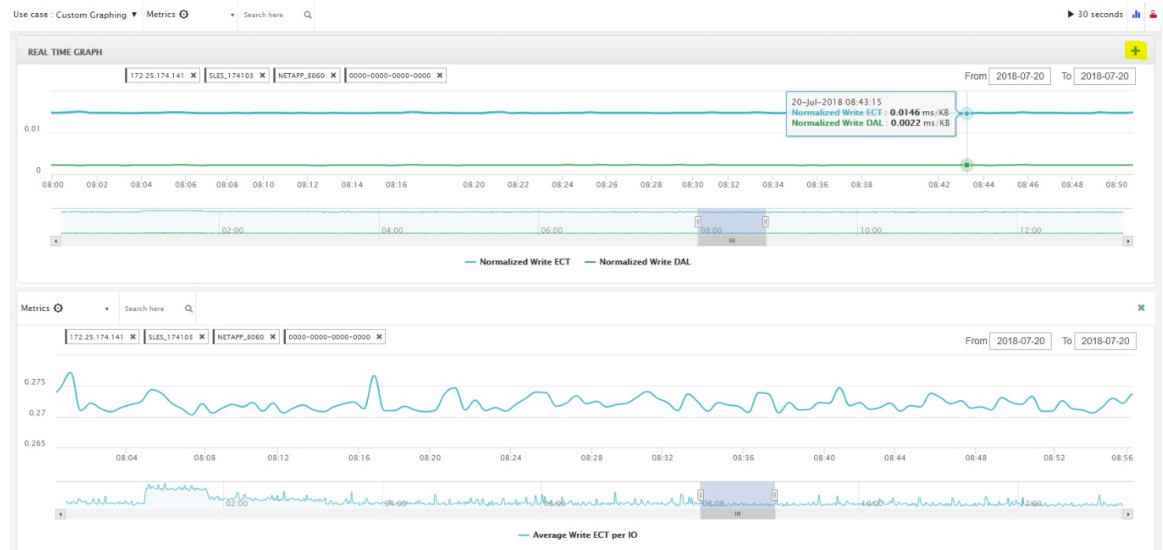 Use case : Custom Graphing ▼ Metrics Search here 30 seconds
REAL TIME GRAPH
172.25.174.141 × SLES_174103 × NETAPP_8060 × 0000-0000-0000-0000 × From 2018-07-20 To 2018-07-20
20-Jul-2018 08:43:15
Normalized Write ECT : 0.0146 ms/KB
Normalized Write DAL : 0.0022 ms/KB
0.01
0
08:00 08:02 08:04 08:06 08:08 08:10 08:12 08:14 08:16 08:20 08:22 08:24 08:26 08:28 08:30 08:32 08:34 08:36 08:38 08:42 08:44 08:46 08:48 08:50
02:00 04:00 06:00 08:00 10:00 12:00
Normalized Write ECT Normalized Write DAL
Metrics Search here
172.25.174.141 × SLES_174103 × NETAPP_8060 × 0000-0000-0000-0000 × From 2018-07-20 To 2018-07-20
0.275
0.27
0.265
08:04 08:08 08:12 08:16 08:20 08:24 08:28 08:32 08:36 08:40 08:44 08:48 08:52 08:56
02:00 04:00 06:00 10:00 12:00
Average Write ECT per IO